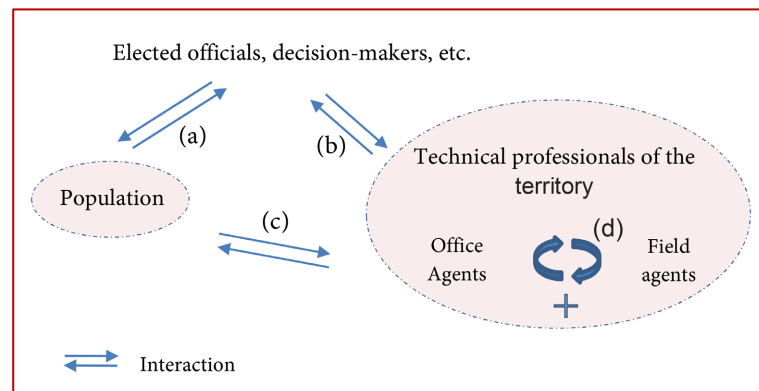 Elected officials, decision-makers, etc.
(a)
(b)
Technical professionals of the
territory
Population
(c)
(d)
Office
Agents
Field
agents
+
Interaction